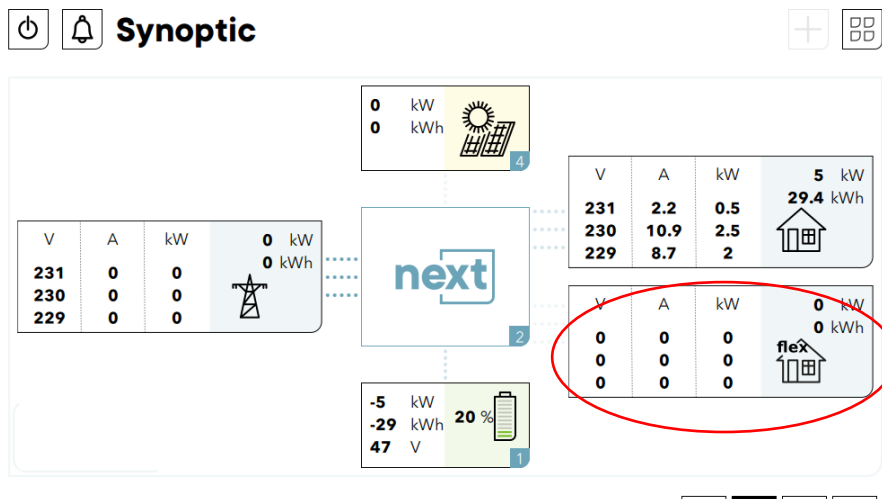 Synoptic
0 kW
0 kWh
4
V A kW 5 kW
29.4 kWh
231 2.2 0.5
230 10.9 2.5
229 8.7 2
V A kW 0 kW
0 kWh
231 0 0
230 0 0
229 0 0
next
2
V A kW 0 kW
0 kWh
0 0 0
flex
0 0 0
0 0 0
-5 kW
-29 kWh
47 V
20 %
1